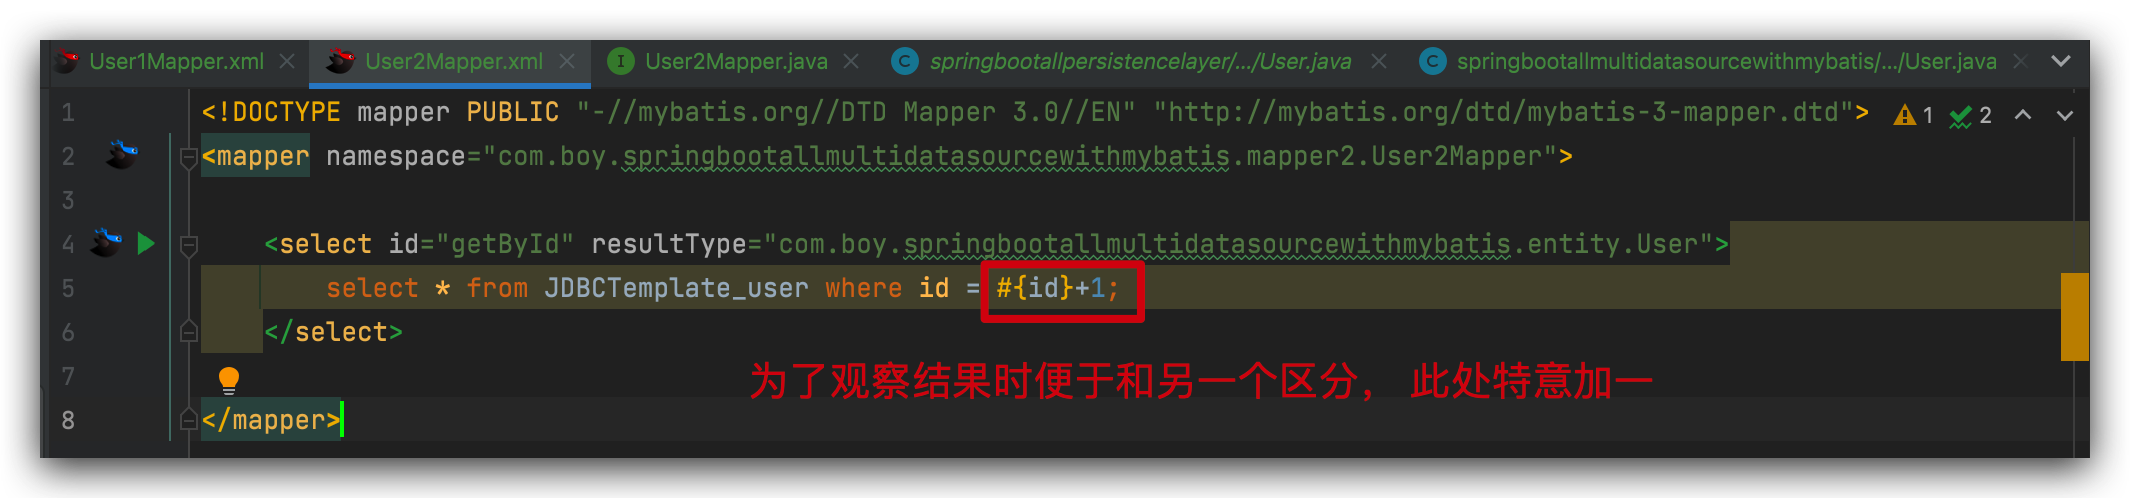 User1Mapper.xml User2Mapper.xml I User2Mapper.java C springbootallpersistencelayer/.../User.java C springbootallmultidatasourcewithmybatis/.../User.java
1 <!DOCTYPE mapper PUBLIC "-//mybatis.org//DTD Mapper 3.0//EN" "http://mybatis.org/dtd/mybatis-3-mapper.dtd"> 1 2
2 <mapper namespace="com.boy.springbootallmultidatasourcewithmybatis.mapper2.User2Mapper">
3
4 <select id="getById" resultType="com.boy.springbootallmultidatasourcewithmybatis.entity.User">
5 select * from JDBCTemplate_user where id = #{id}+1;
6 </select>
7
为了观察结果时便于和另一个区分， 此处特意加一
8 </mapper>